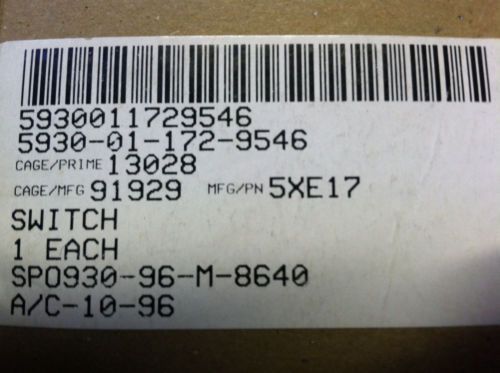 5930011729546
5930-01-172-9546
CAGE/PRIME 13028
CAGE/MFG 91929 MFG/PN 5XE17
SWITCH
1 EACH
SPO930-96-M-8640
A/C-10-96